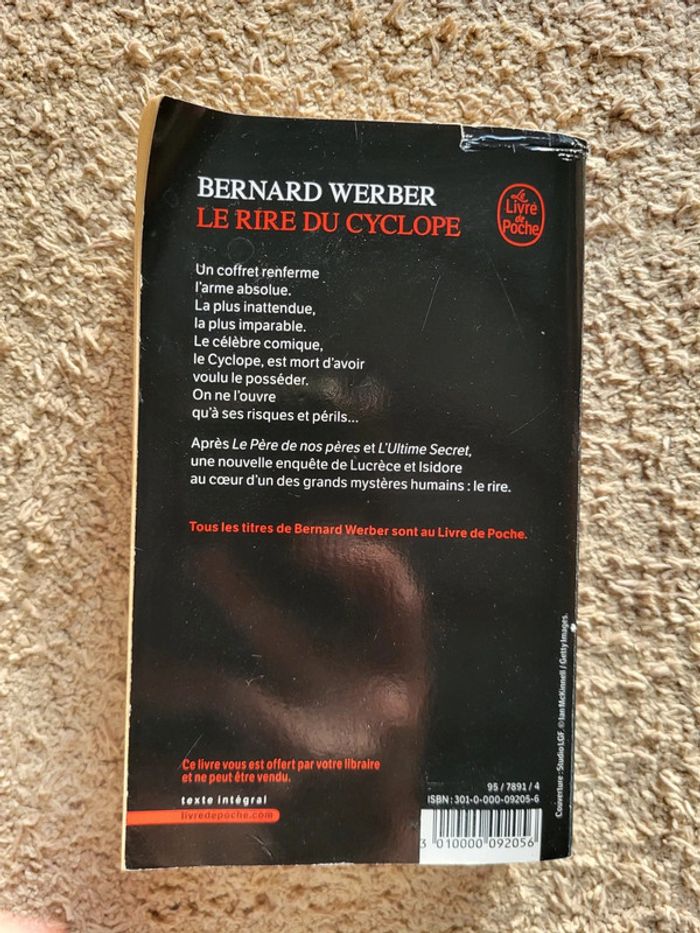 BERNARD WERBER
LE RIRE DU CYCLOPE
Le
Livre
de
Poche
Un coffret renferme
l'arme absolue.
La plus inattendue,
la plus imparable.
Le célèbre comique,
le Cyclope, est mort d'avoir
voulu le posséder.
On ne l'ouvre
qu'à ses risques et périls...
Après Le Père de nos pères et L'Ultime Secret,
une nouvelle enquête de Lucrèce et Isidore
au cœur d'un des grands mystères humains : le rire.
Tous les titres de Bernard Werber sont au Livre de Poche.
Ce livre vous est offert par votre libraire
et ne peut être vendu.
texte intégral
livredepoche.com
95 / 7891 / 4
ISBN : 301-0-000-09205-6
3 010000 092056
Couverture : Studio LGF. © Ian McKinnell / Getty Images.